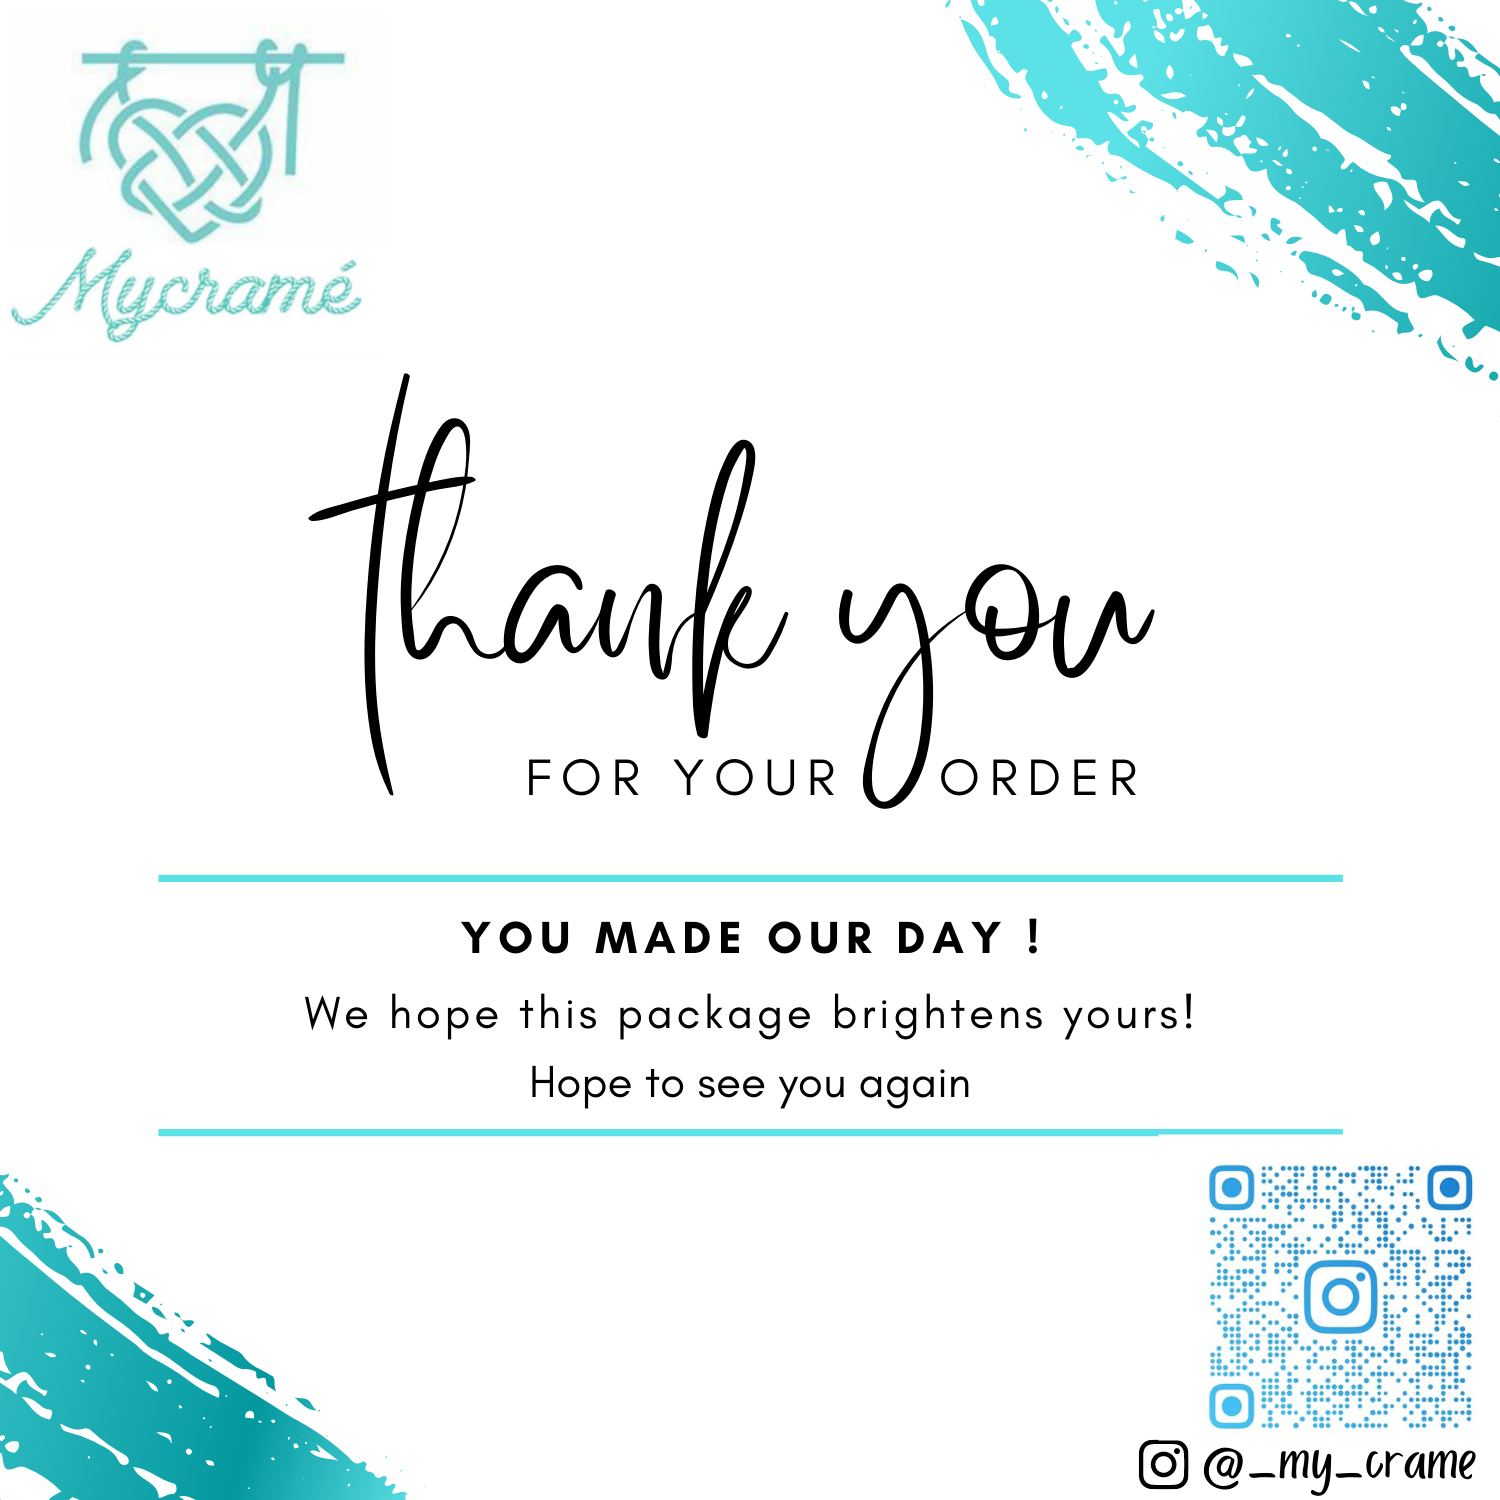 Mycramé
thank you
FOR YOUR ORDER
YOU MADE OUR DAY !
We hope this package brightens yours!
Hope to see you again
@_my_crame